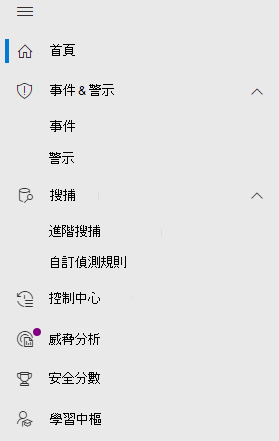 首頁
事件 & 警示
事件
警示
搜捕
進階搜捕
自訂偵測規則
控制中心
威脅分析
安全分數
學習中樞